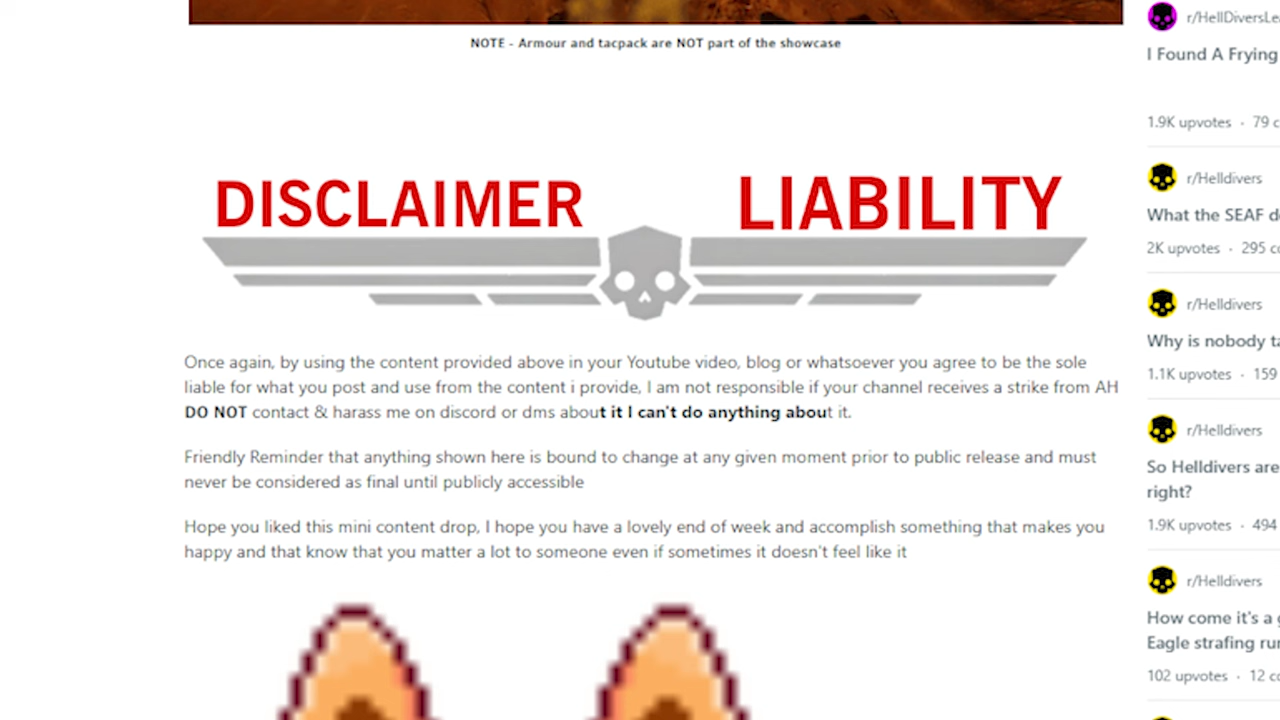 NOTE - Armour and tacpack are NOT part of the showcase
DISCLAIMER LIABILITY
Once again, by using the content provided above in your Youtube video, blog or whatsoever you agree to be the sole
liable for what you post and use from the content i provide, I am not responsible if your channel receives a strike from AH
DO NOT contact & harass me on discord or dms about it I can't do anything about it.
Friendly Reminder that anything shown here is bound to change at any given moment prior to public release and must
never be considered as final until publicly accessible
Hope you liked this mini content drop, I hope you have a lovely end of week and accomplish something that makes you
happy and that know that you matter a lot to someone even if sometimes it doesn't feel like it
r/HellDiversLe
I Found A Frying
1.9K upvotes · 79 c
r/Helldivers
What the SEAF d
2K upvotes · 295 co
r/Helldivers
Why is nobody ta
1.1K upvotes · 159
r/Helldivers
So Helldivers are
right?
1.9K upvotes · 494
r/Helldivers
How come it's a g
Eagle strafing run
102 upvotes · 12 co